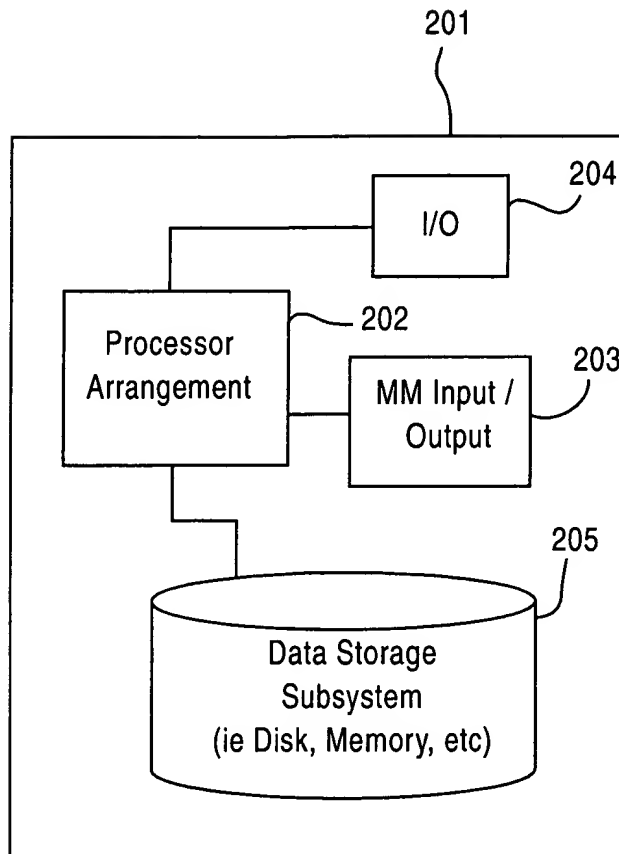 201
204
I/O
202
Processor
Arrangement
203
MM Input /
Output
205
Data Storage
Subsystem
(ie Disk, Memory, etc)